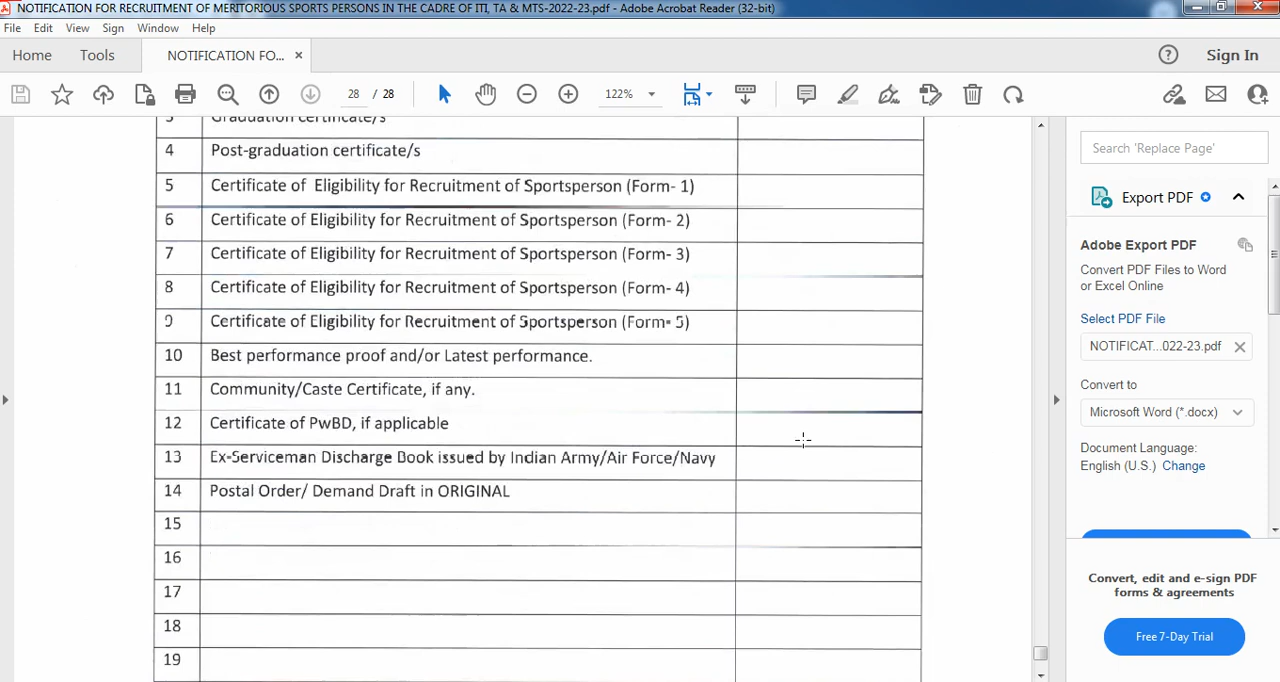 NOTIFICATION FOR RECRUITMENT OF MERITORIOUS SPORTS PERSONS IN THE CADRE OF ITI, TA & MTS-2022-23.pdf - Adobe Acrobat Reader (32-bit)
File Edit View Sign Window Help
Home Tools NOTIFICATION FO... × Sign In
28 / 28 122%
3 Graduation certificate/s
4 Post-graduation certificate/s
5 Certificate of Eligibility for Recruitment of Sportsperson (Form- 1)
6 Certificate of Eligibility for Recruitment of Sportsperson (Form- 2)
7 Certificate of Eligibility for Recruitment of Sportsperson (Form- 3)
8 Certificate of Eligibility for Recruitment of Sportsperson (Form- 4)
9 Certificate of Eligibility for Recruitment of Sportsperson (Form- 5)
10 Best performance proof and/or Latest performance.
11 Community/Caste Certificate, if any.
12 Certificate of PwBD, if applicable
13 Ex-Serviceman Discharge Book issued by Indian Army/Air Force/Navy
14 Postal Order/ Demand Draft in ORIGINAL
15
16
17
18
19
Search 'Replace Page'
Export PDF
Adobe Export PDF
Convert PDF Files to Word
or Excel Online
Select PDF File
NOTIFICAT...022-23.pdf
Convert to
Microsoft Word (*.docx)
Document Language:
English (U.S.) Change
Convert, edit and e-sign PDF
forms & agreements
Free 7-Day Trial